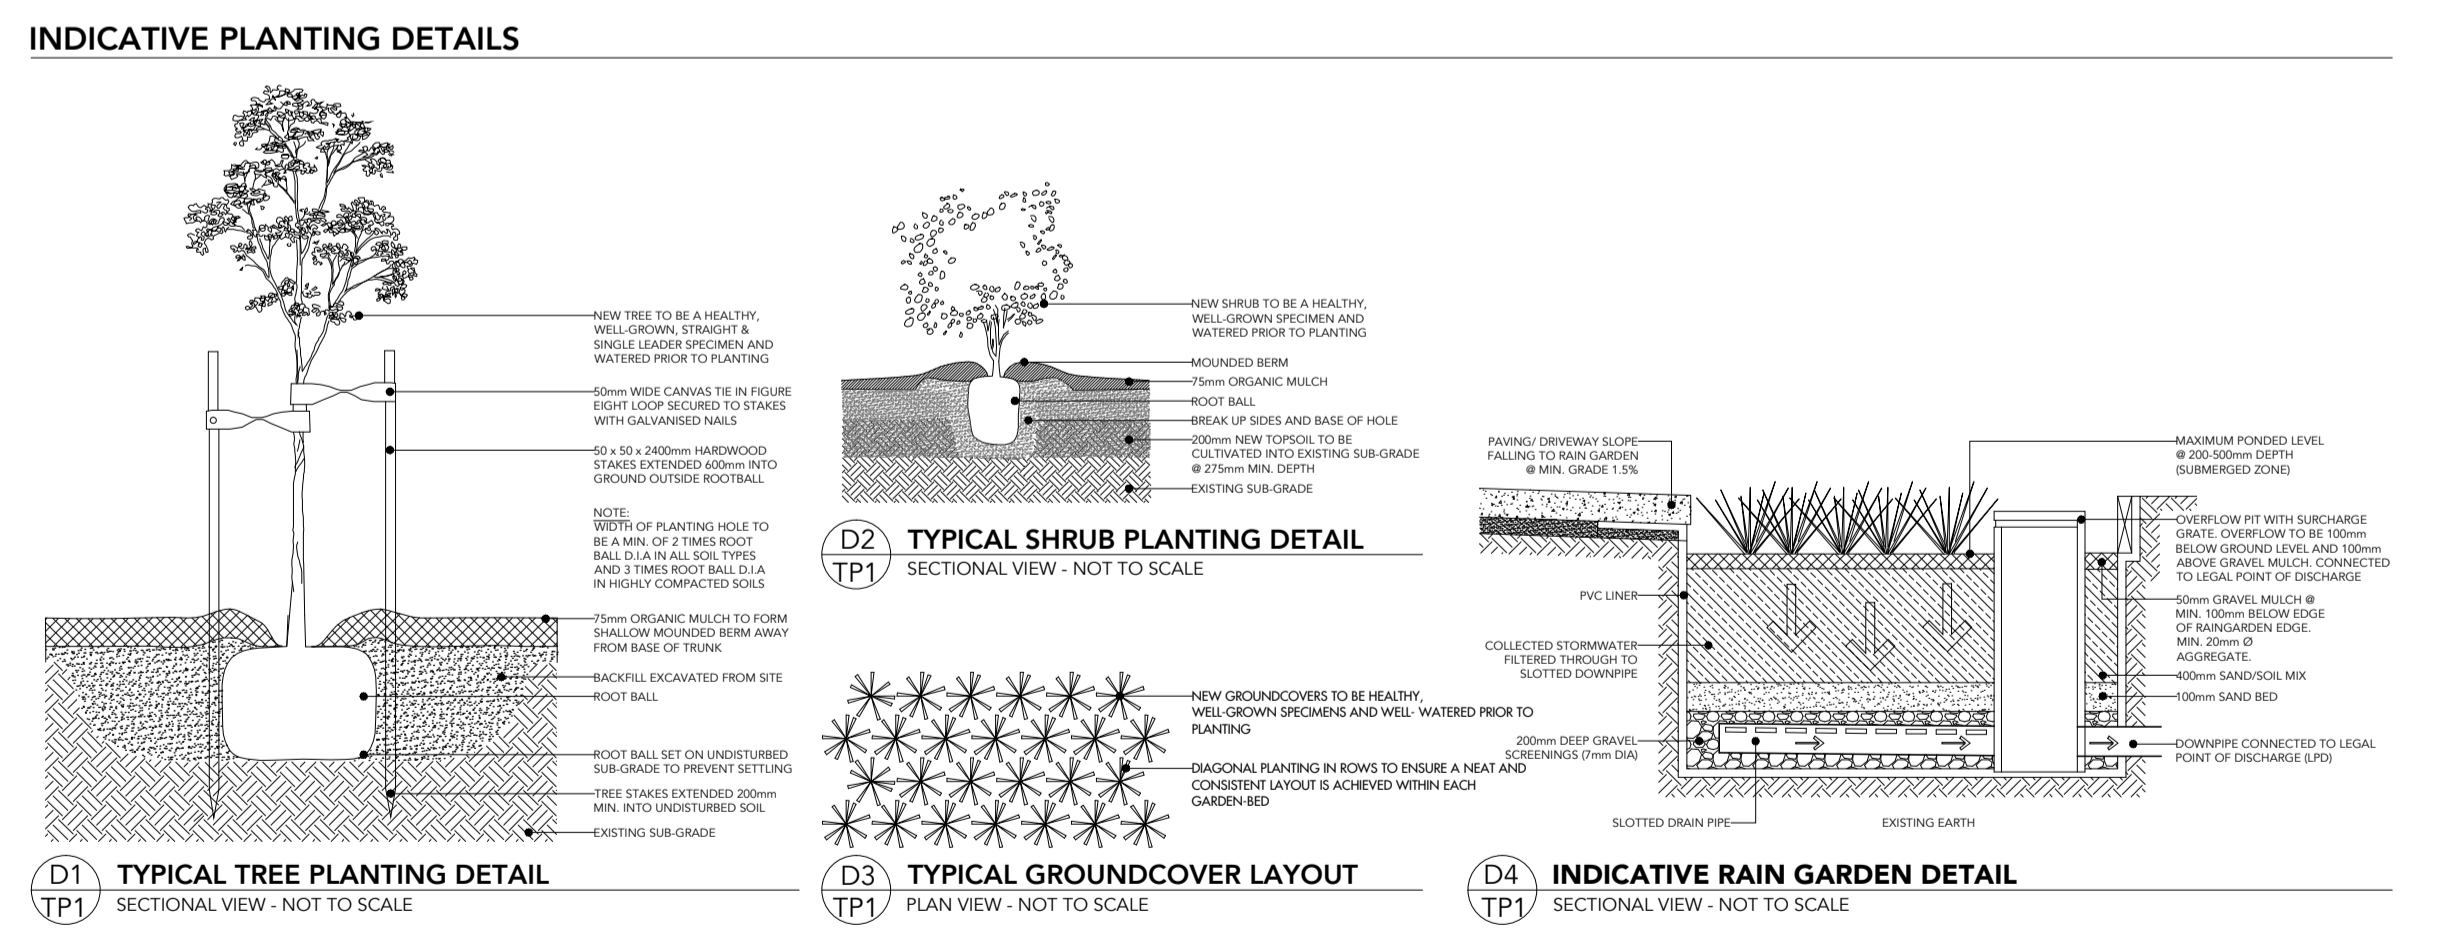 INDICATIVE PLANTING DETAILS
NEW TREE TO BE A HEALTHY,
WELL-GROWN, STRAIGHT &
SINGLE LEADER SPECIMEN AND
WATERED PRIOR TO PLANTING
50mm WIDE CANVAS TIE IN FIGURE
EIGHT LOOP SECURED TO STAKES
WITH GALVANISED NAILS
50 x 50 x 2400mm HARDWOOD
STAKES EXTENDED 600mm INTO
GROUND OUTSIDE ROOTBALL
NOTE:
WIDTH OF PLANTING HOLE TO
BE A MIN. OF 2 TIMES ROOT
BALL D.I.A IN ALL SOIL TYPES
AND 3 TIMES ROOT BALL D.I.A
IN HIGHLY COMPACTED SOILS
75mm ORGANIC MULCH TO FORM
SHALLOW MOUNDED BERM AWAY
FROM BASE OF TRUNK
BACKFILL EXCAVATED FROM SITE
ROOT BALL
ROOT BALL SET ON UNDISTURBED
SUB-GRADE TO PREVENT SETTLING
TREE STAKES EXTENDED 200mm
MIN. INTO UNDISTURBED SOIL
EXISTING SUB-GRADE
D1
TP1
TYPICAL TREE PLANTING DETAIL
SECTIONAL VIEW - NOT TO SCALE
NEW SHRUB TO BE A HEALTHY,
WELL-GROWN SPECIMEN AND
WATERED PRIOR TO PLANTING
MOUNDED BERM
75mm ORGANIC MULCH
ROOT BALL
BREAK UP SIDES AND BASE OF HOLE
200mm NEW TOPSOIL TO BE
CULTIVATED INTO EXISTING SUB-GRADE
@ 275mm MIN. DEPTH
EXISTING SUB-GRADE
D2
TP1
TYPICAL SHRUB PLANTING DETAIL
SECTIONAL VIEW - NOT TO SCALE
NEW GROUNDCOVERS TO BE HEALTHY,
WELL-GROWN SPECIMENS AND WELL- WATERED PRIOR TO
PLANTING
DIAGONAL PLANTING IN ROWS TO ENSURE A NEAT AND
CONSISTENT LAYOUT IS ACHIEVED WITHIN EACH
GARDEN-BED
D3
TP1
TYPICAL GROUNDCOVER LAYOUT
PLAN VIEW - NOT TO SCALE
PAVING/ DRIVEWAY SLOPE
FALLING TO RAIN GARDEN
@ MIN. GRADE 1.5%
PVC LINER
COLLECTED STORMWATER
FILTERED THROUGH TO
SLOTTED DOWNPIPE
200mm DEEP GRAVEL
SCREENINGS (7mm DIA)
SLOTTED DRAIN PIPE
EXISTING EARTH
MAXIMUM PONDED LEVEL
@ 200-500mm DEPTH
(SUBMERGED ZONE)
OVERFLOW PIT WITH SURCHARGE
GRATE. OVERFLOW TO BE 100mm
BELOW GROUND LEVEL AND 100mm
ABOVE GRAVEL MULCH. CONNECTED
TO LEGAL POINT OF DISCHARGE
50mm GRAVEL MULCH @
MIN. 100mm BELOW EDGE
OF RAINGARDEN EDGE.
MIN. 20mm Ø
AGGREGATE.
400mm SAND/SOIL MIX
100mm SAND BED
DOWNPIPE CONNECTED TO LEGAL
POINT OF DISCHARGE (LPD)
D4
TP1
INDICATIVE RAIN GARDEN DETAIL
SECTIONAL VIEW - NOT TO SCALE